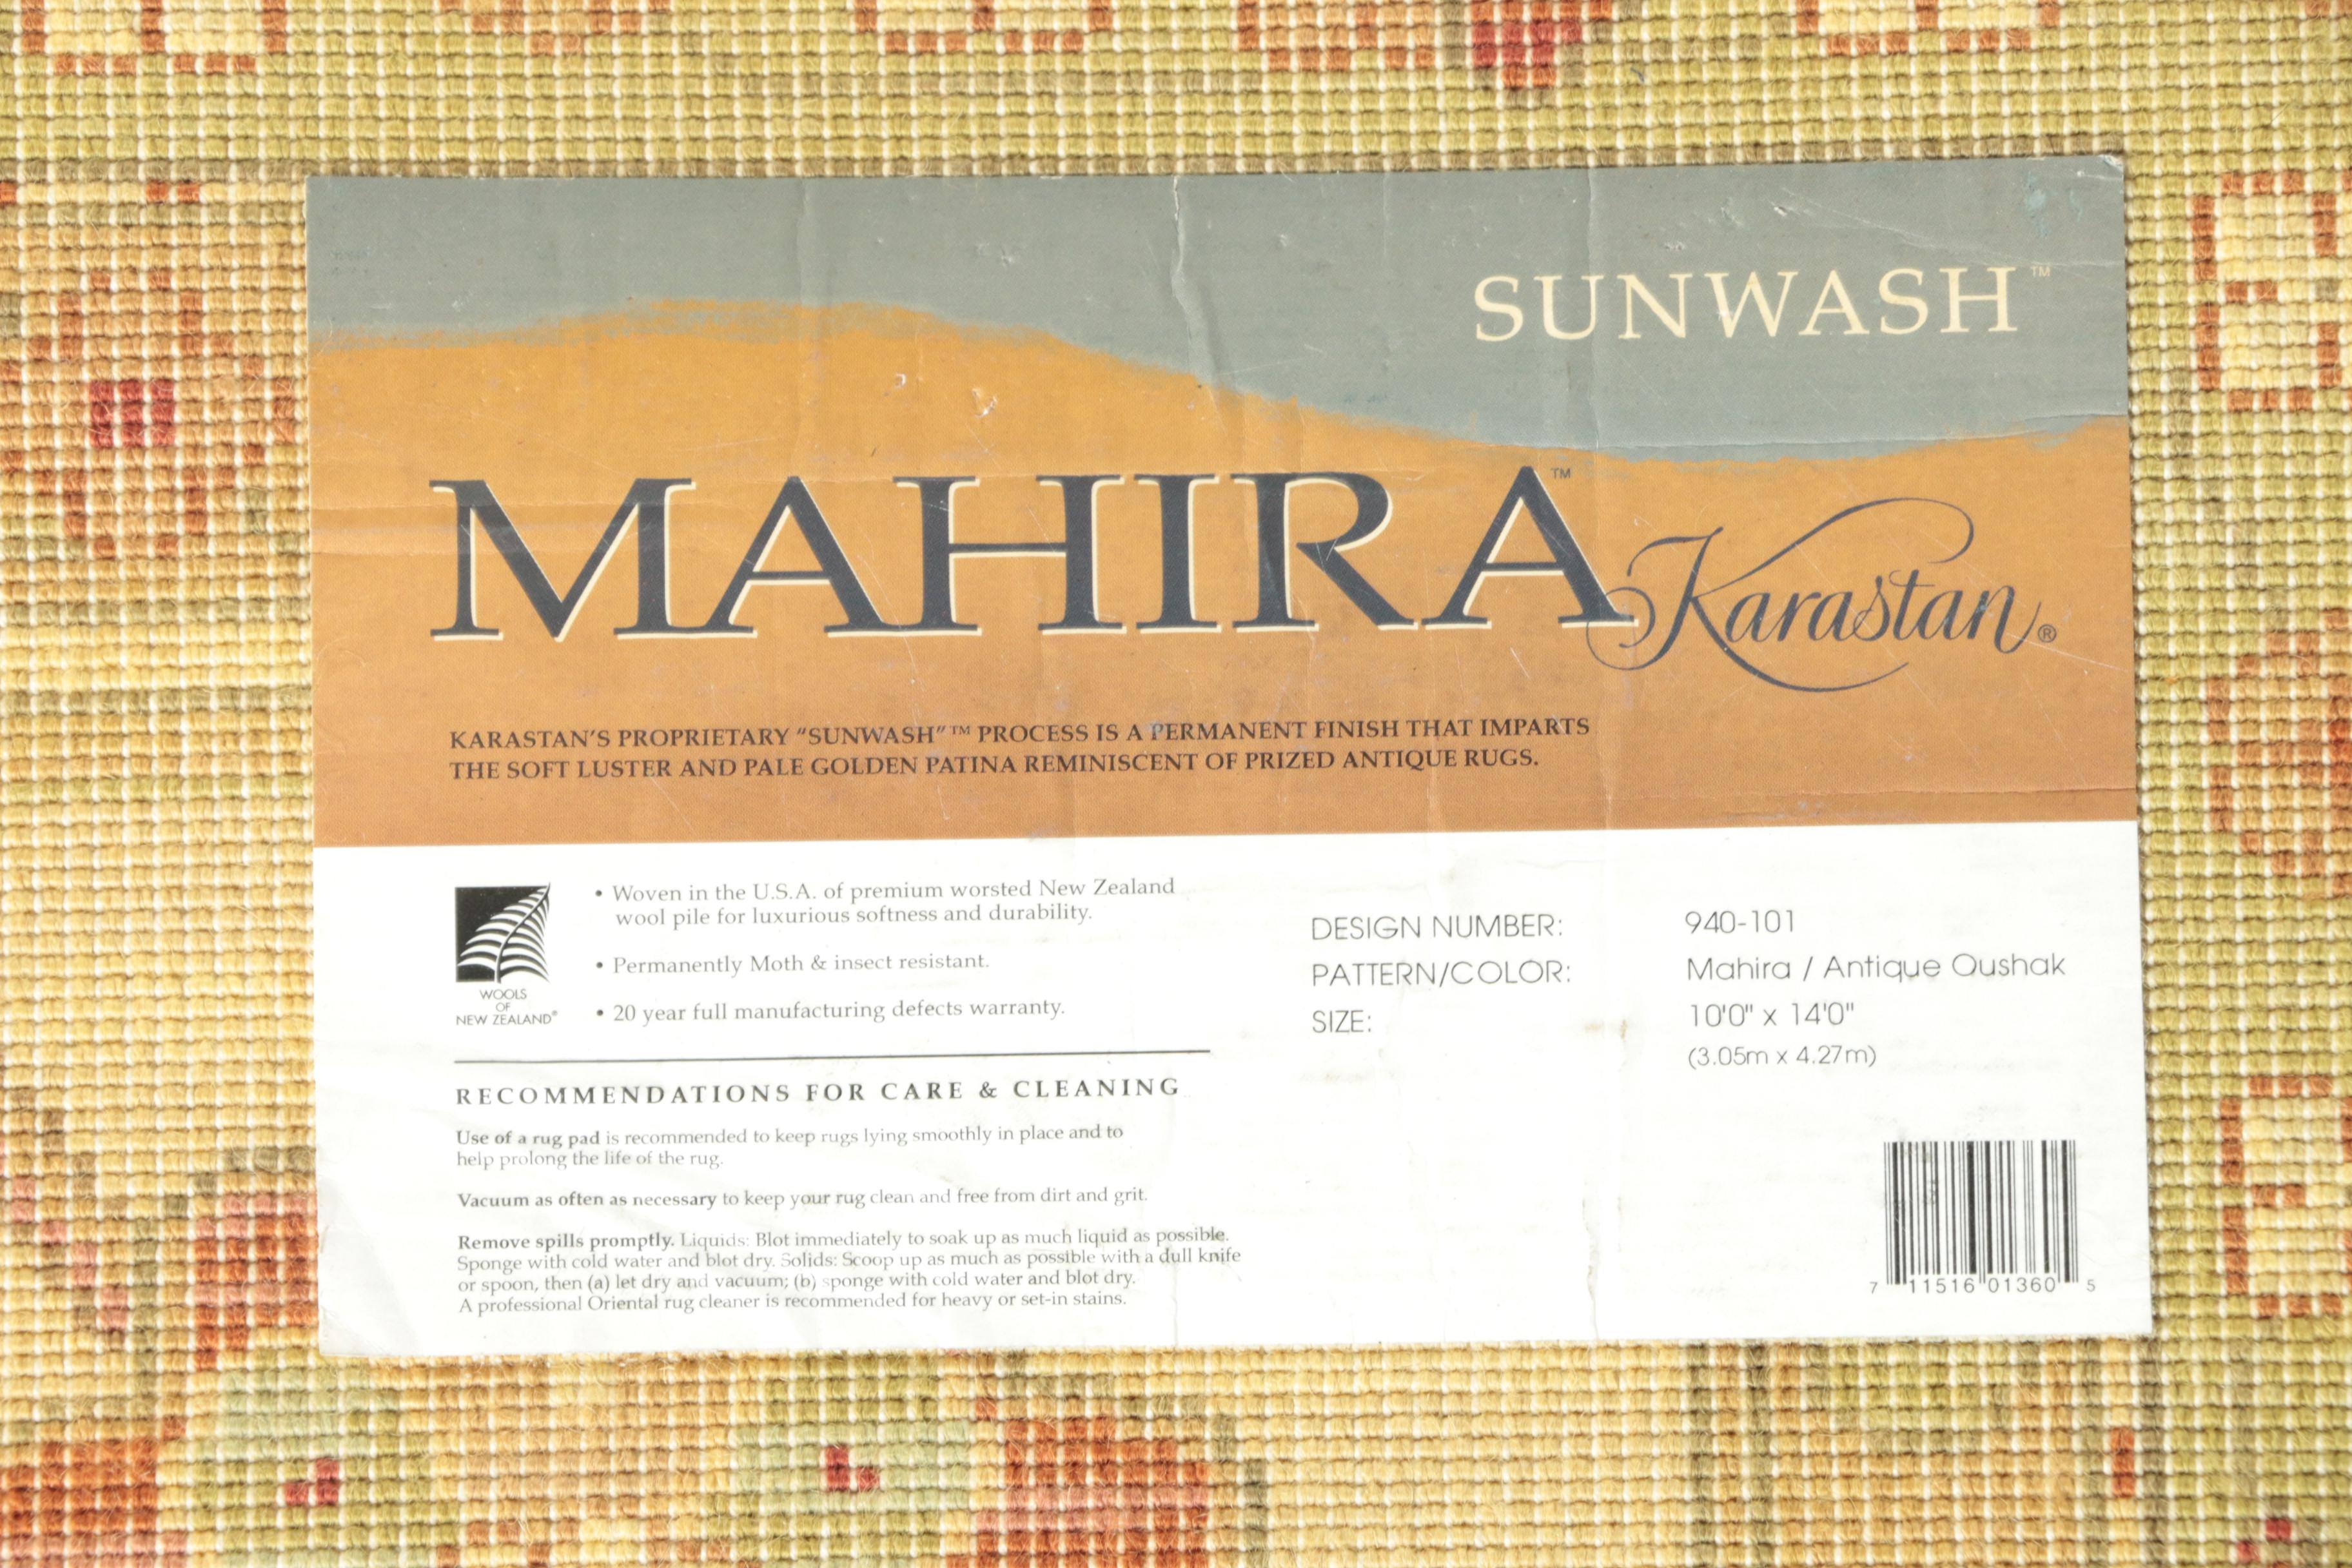 SUNWASH™
MAHIRA™
Karastan®
KARASTAN'S PROPRIETARY "SUNWASH"™ PROCESS IS A PERMANENT FINISH THAT IMPARTS
THE SOFT LUSTER AND PALE GOLDEN PATINA REMINISCENT OF PRIZED ANTIQUE RUGS.
WOOLS
OF
NEW ZEALAND®
• Woven in the U.S.A. of premium worsted New Zealand
wool pile for luxurious softness and durability.
• Permanently Moth & insect resistant.
• 20 year full manufacturing defects warranty.
RECOMMENDATIONS FOR CARE & CLEANING
Use of a rug pad is recommended to keep rugs lying smoothly in place and to
help prolong the life of the rug.
Vacuum as often as necessary to keep your rug clean and free from dirt and grit.
Remove spills promptly. Liquids: Blot immediately to soak up as much liquid as possible.
Sponge with cold water and blot dry. Solids: Scoop up as much as possible with a dull knife
or spoon, then (a) let dry and vacuum; (b) sponge with cold water and blot dry.
A professional Oriental rug cleaner is recommended for heavy or set-in stains.
DESIGN NUMBER: 940-101
PATTERN/COLOR: Mahira / Antique Oushak
SIZE: 10'0" x 14'0"
(3.05m x 4.27m)
7 11516 01360 5